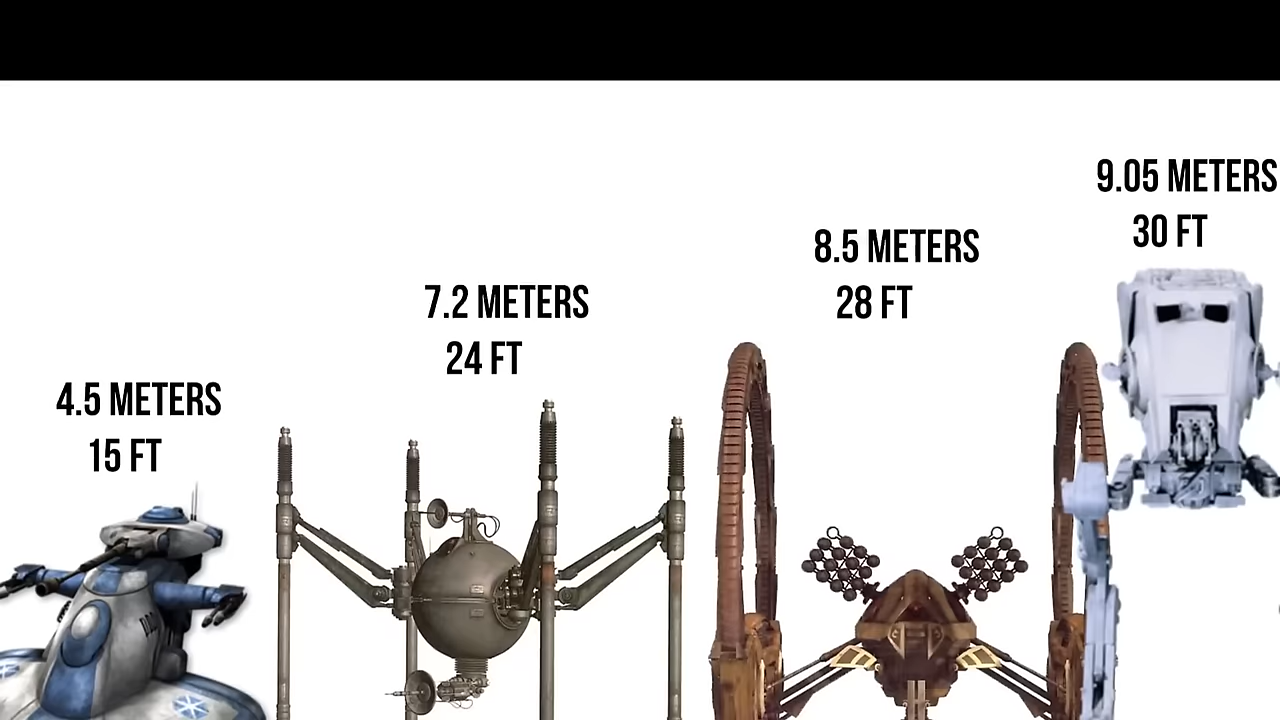 4.5 METERS
15 FT
7.2 METERS
24 FT
8.5 METERS
28 FT
9.05 METERS
30 FT